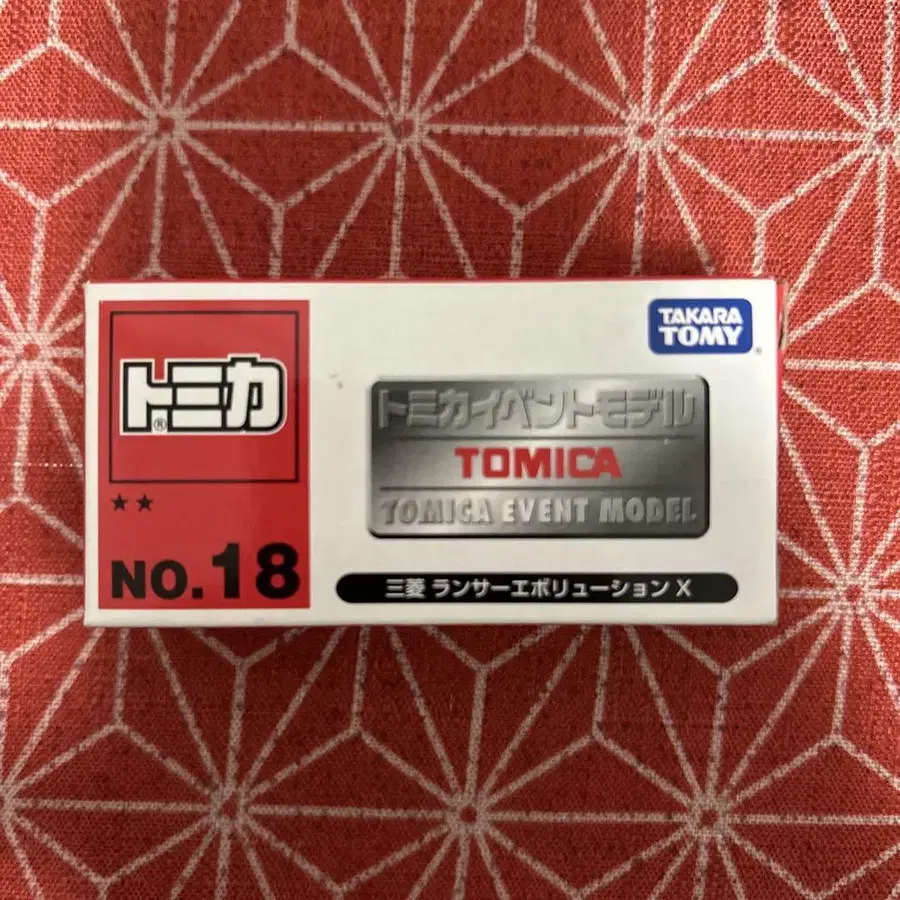 トミカ®
★★
NO.18
TAKARA
TOMY®
トミカイベントモデル
TOMICA
TOMICA EVENT MODEL
三菱 ランサーエボリューション X